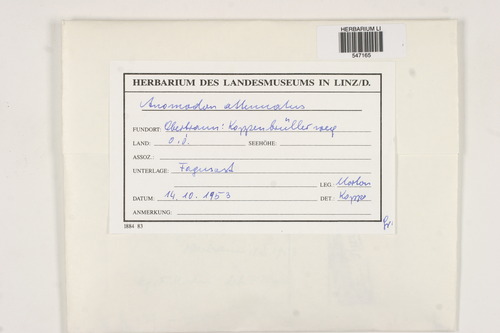 HERBARIUM LI
547165
HERBARIUM DES LANDESMUSEUMS IN LINZ/D.
Anomodon attenuatus
FUNDORT: Obertraun: Koppenbrüllerweg
LAND: O.Ö. SEEHÖHE:
ASSOZ.:
UNTERLAGE: Fagusast
LEG.: Morton
DATUM: 14.10.1953 DET.: Koppe
ANMERKUNG:
1884 83